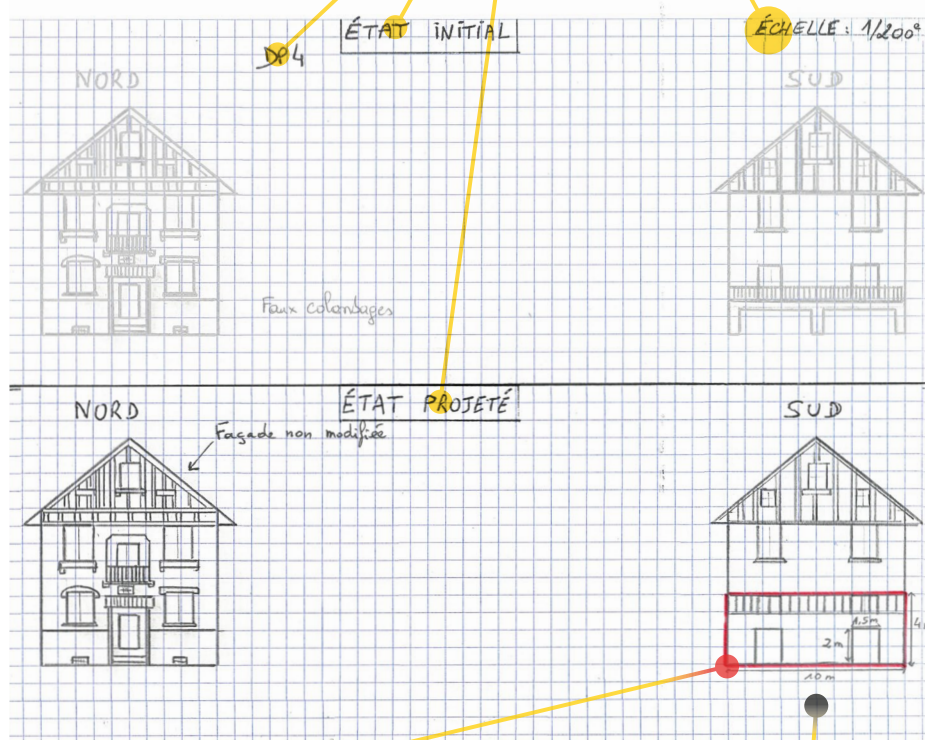 ÉTAT INITIAL
ÉCHELLE : 1/200e
DP4
NORD
SUD
Faux colombages
ÉTAT PROJETÉ
NORD
SUD
Façade non modifiée
1,5m
2m
10 m